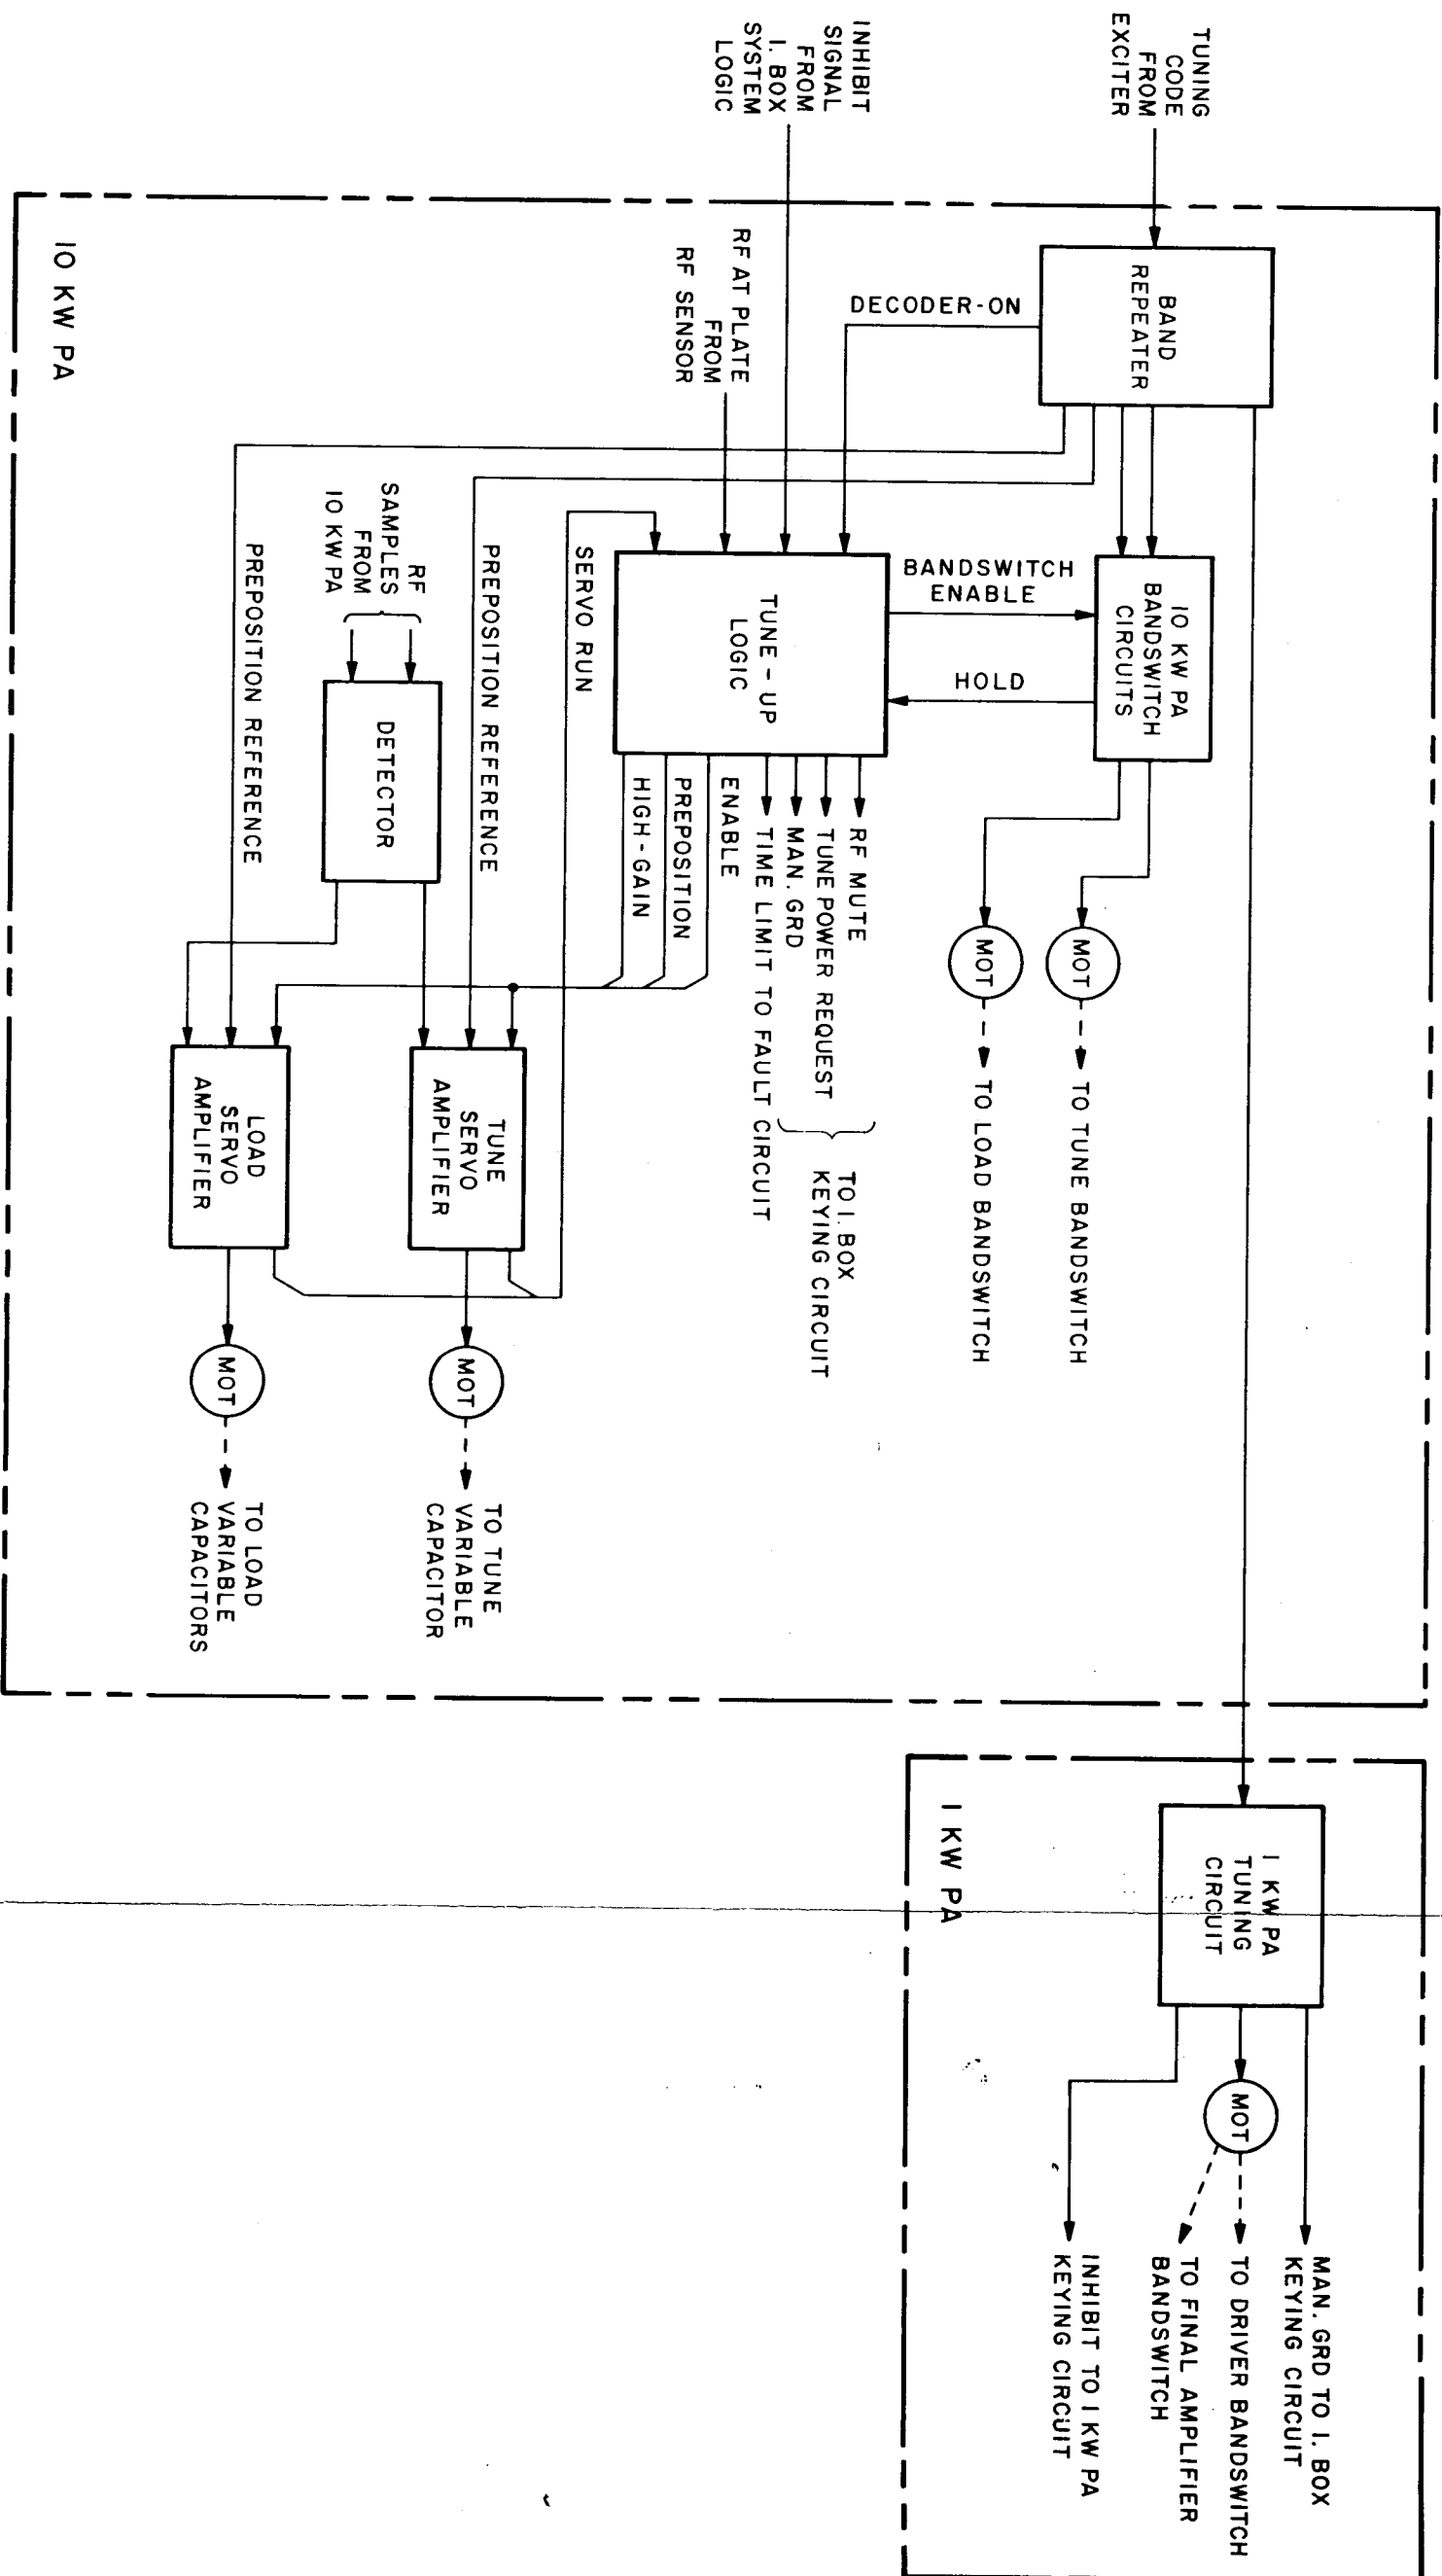 TUNING
CODE
FROM
EXCITER
INHIBIT
SIGNAL
FROM
I. BOX
SYSTEM
LOGIC
BAND
REPEATER
DECODER-ON
RF AT PLATE
FROM
RF SENSOR
10 KW PA
BANDSWITCH
CIRCUITS
BANDSWITCH
ENABLE
HOLD
TUNE-UP
LOGIC
MOT
TO TUNE BANDSWITCH
MOT
TO LOAD BANDSWITCH
RF MUTE
TUNE POWER REQUEST
MAN. GRD
TO I. BOX
KEYING CIRCUIT
TIME LIMIT TO FAULT CIRCUIT
ENABLE
PREPOSITION
HIGH-GAIN
SERVO RUN
PREPOSITION REFERENCE
RF
SAMPLES
FROM
10 KW PA
DETECTOR
PREPOSITION REFERENCE
TUNE
SERVO
AMPLIFIER
MOT
TO TUNE
VARIABLE
CAPACITOR
LOAD
SERVO
AMPLIFIER
MOT
TO LOAD
VARIABLE
CAPACITORS
10 KW PA
1 KW PA
TUNING
CIRCUIT
MAN. GRD TO I. BOX
KEYING CIRCUIT
MOT
TO DRIVER BANDSWITCH
TO FINAL AMPLIFIER
BANDSWITCH
INHIBIT TO 1 KW PA
KEYING CIRCUIT
1 KW PA